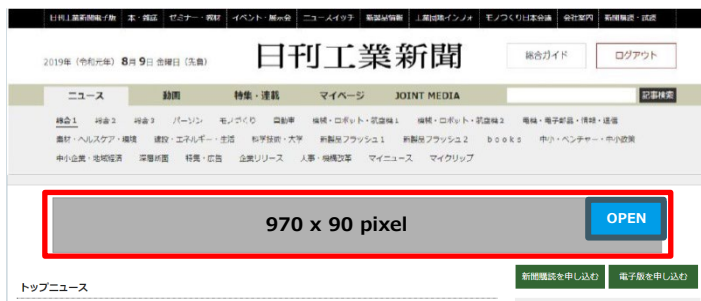 日刊工業新聞電子版 本・雑誌 セミナー・教材 イベント・展示会 ニュースイッチ 新製品情報 工業団地インフォ モノづくり日本会議 会社案内 新聞購読・試読
2019年（令和元年）8月9日 金曜日（先負） 日刊工業新聞 総合ガイド ログアウト
ニュース 動画 特集・連載 マイページ JOINT MEDIA 記事検索
総合1 総合2 総合3 パーソン モノづくり 自動車 機械・ロボット・航空機1 機械・ロボット・航空機2 電機・電子部品・情報・通信
素材・ヘルスケア・環境 建設・エネルギー・生活 科学技術・大学 新製品フラッシュ1 新製品フラッシュ2 books 中小・ベンチャー・中小政策
中小企業・地域経済 深層断面 特集・広告 企業リリース 人事・機構改革 マイニュース マイクリップ
970 x 90 pixel OPEN
新聞購読を申し込む 電子版を申し込む
トップニュース